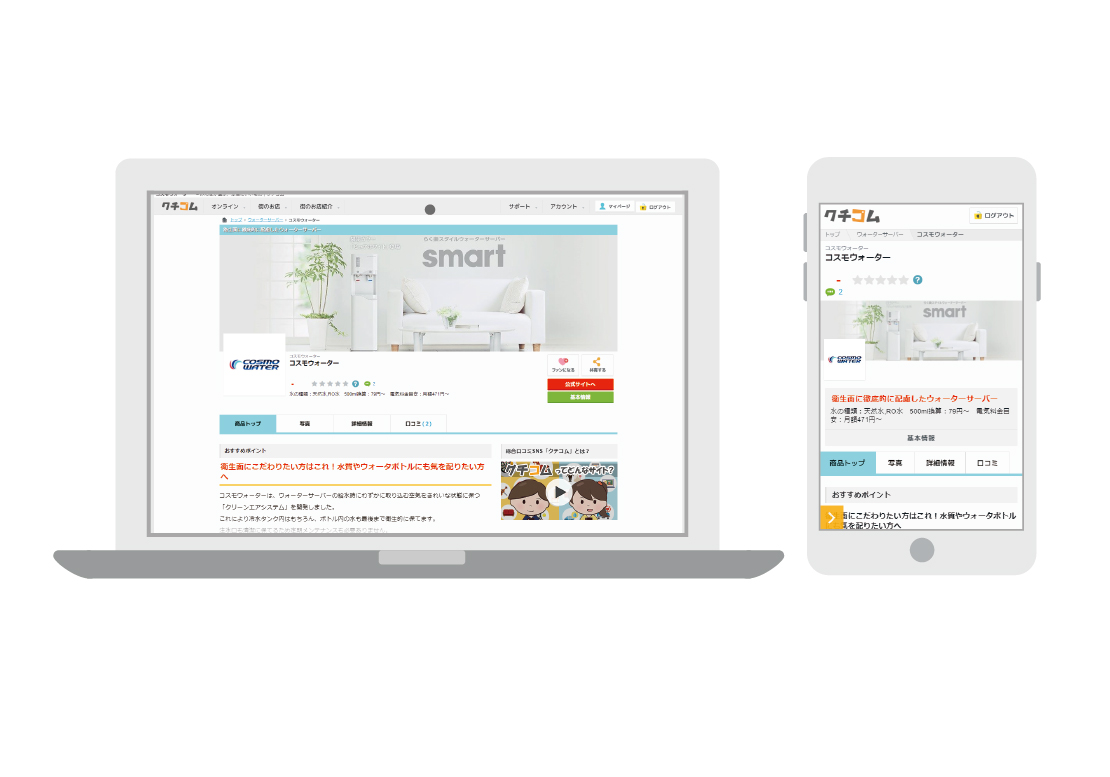 クチコム
オンライン
街のお店
街のお店紹介
サポート
アカウント
マイページ
ログアウト
トップ > ウォーターサーバー > コスモウォーター
らく楽スタイルウォーターサーバー
smart
COSMO
WATER
コスモウォーター
コスモウォーター
-
? 2
水の種類:天然水,RO水 500ml換算:79円〜 電気料金目安:月額471円〜
ファンになる
共有する
公式サイトへ
基本情報
商品トップ
写真
詳細情報
口コミ(2)
おすすめポイント
衛生面にこだわりたい方はこれ!水質やウォータボトルにも気を配りたい方
へ
コスモウォーターは、ウォーターサーバーの給水時にわずかに取り込む空気をきれいな状態に保つ
「クリーンエアシステム」を開発しました。
これにより清水タンク内はもちろん、ボトル内の水も最後まで衛生的に保てます。
総合口コミSNS「クチコム」とは?
クチコムってどんなサイト?
クチコム
ログアウト
トップ
ウォーターサーバー
コスモウォーター
コスモウォーター
コスモウォーター
-
?
2
smart
COSMO
WATER
衛生面に徹底的に配慮したウォーターサーバー
水の種類:天然水,RO水 500ml換算:79円〜 電気料金目
安:月額471円〜
基本情報
商品トップ
写真
詳細情報
口コミ
おすすめポイント
生面にこだわりたい方はこれ!水質やウォータボトル
気を配りたい方へ